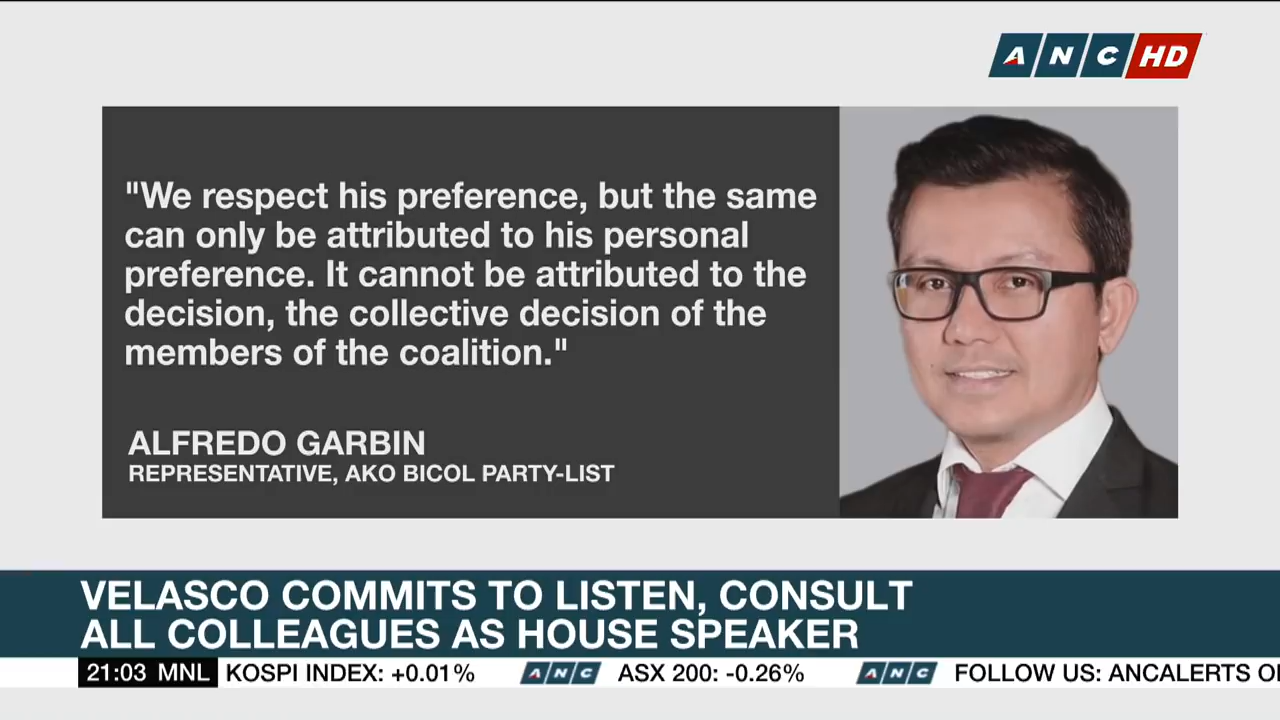 ANC HD
"We respect his preference, but the same
can only be attributed to his personal
preference. It cannot be attributed to the
decision, the collective decision of the
members of the coalition."
ALFREDO GARBIN
REPRESENTATIVE, AKO BICOL PARTY-LIST
VELASCO COMMITS TO LISTEN, CONSULT
ALL COLLEAGUES AS HOUSE SPEAKER
21:03 MNL KOSPI INDEX: +0.01% ANC ASX 200: -0.26% ANC FOLLOW US: ANCALERTS